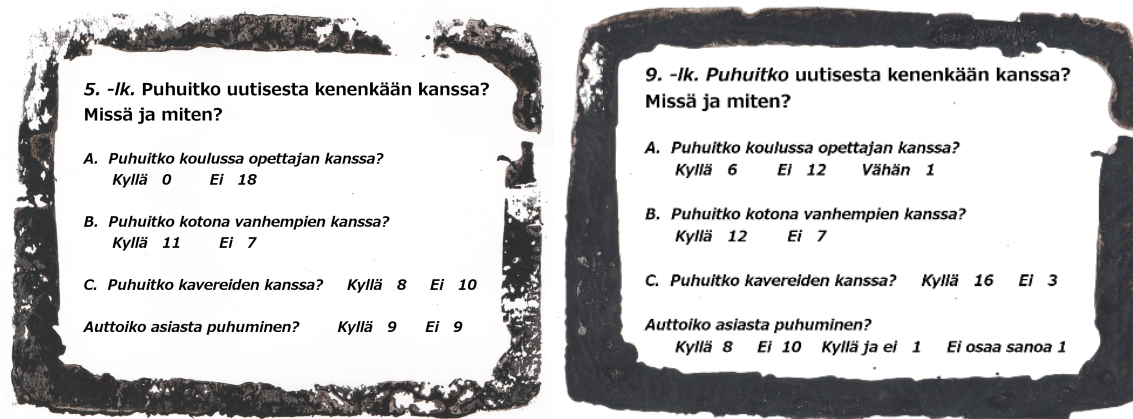 5. -lk. Puhuitko uutisesta kenenkään kanssa?
Missä ja miten?
A. Puhuitko koulussa opettajan kanssa?
Kyllä 0 Ei 18
B. Puhuitko kotona vanhempien kanssa?
Kyllä 11 Ei 7
C. Puhuitko kavereiden kanssa? Kyllä 8 Ei 10
Auttoiko asiasta puhuminen? Kyllä 9 Ei 9
9. -lk. Puhuitko uutisesta kenenkään kanssa?
Missä ja miten?
A. Puhuitko koulussa opettajan kanssa?
Kyllä 6 Ei 12 Vähän 1
B. Puhuitko kotona vanhempien kanssa?
Kyllä 12 Ei 7
C. Puhuitko kavereiden kanssa? Kyllä 16 Ei 3
Auttoiko asiasta puhuminen?
Kyllä 8 Ei 10 Kyllä ja ei 1 Ei osaa sanoa 1